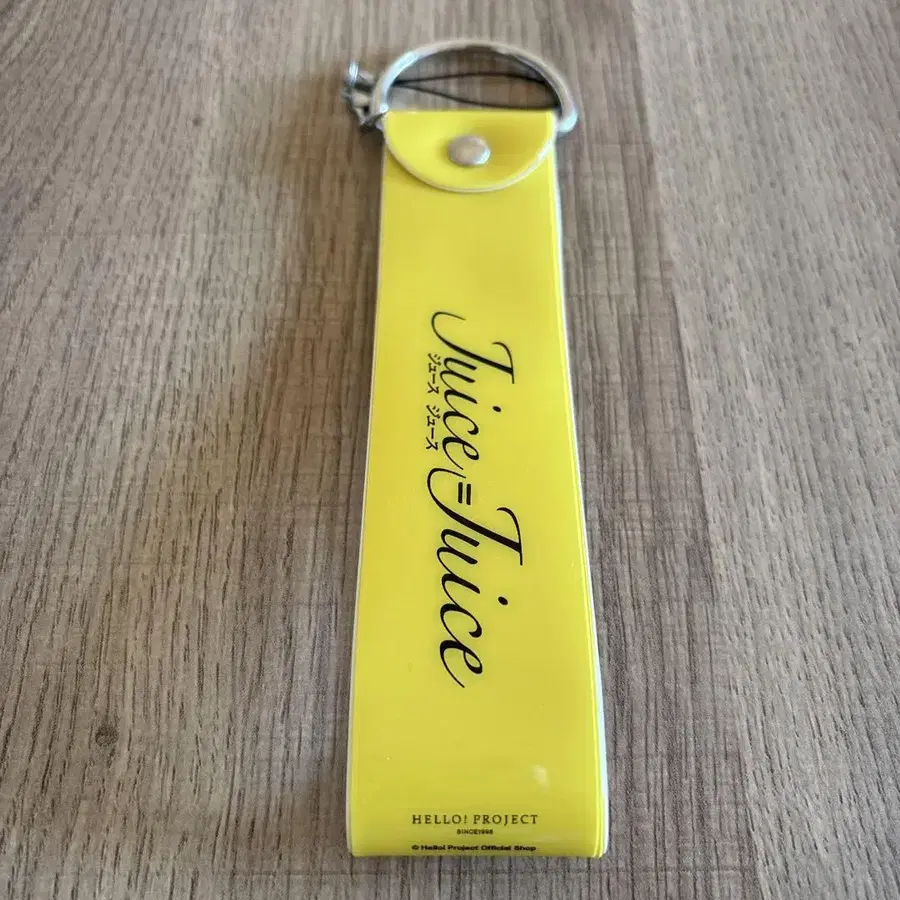 Juice=Juice
ジュース ジュース
HELLO! PROJECT
SINCE1998
© Hello! Project Official Shop